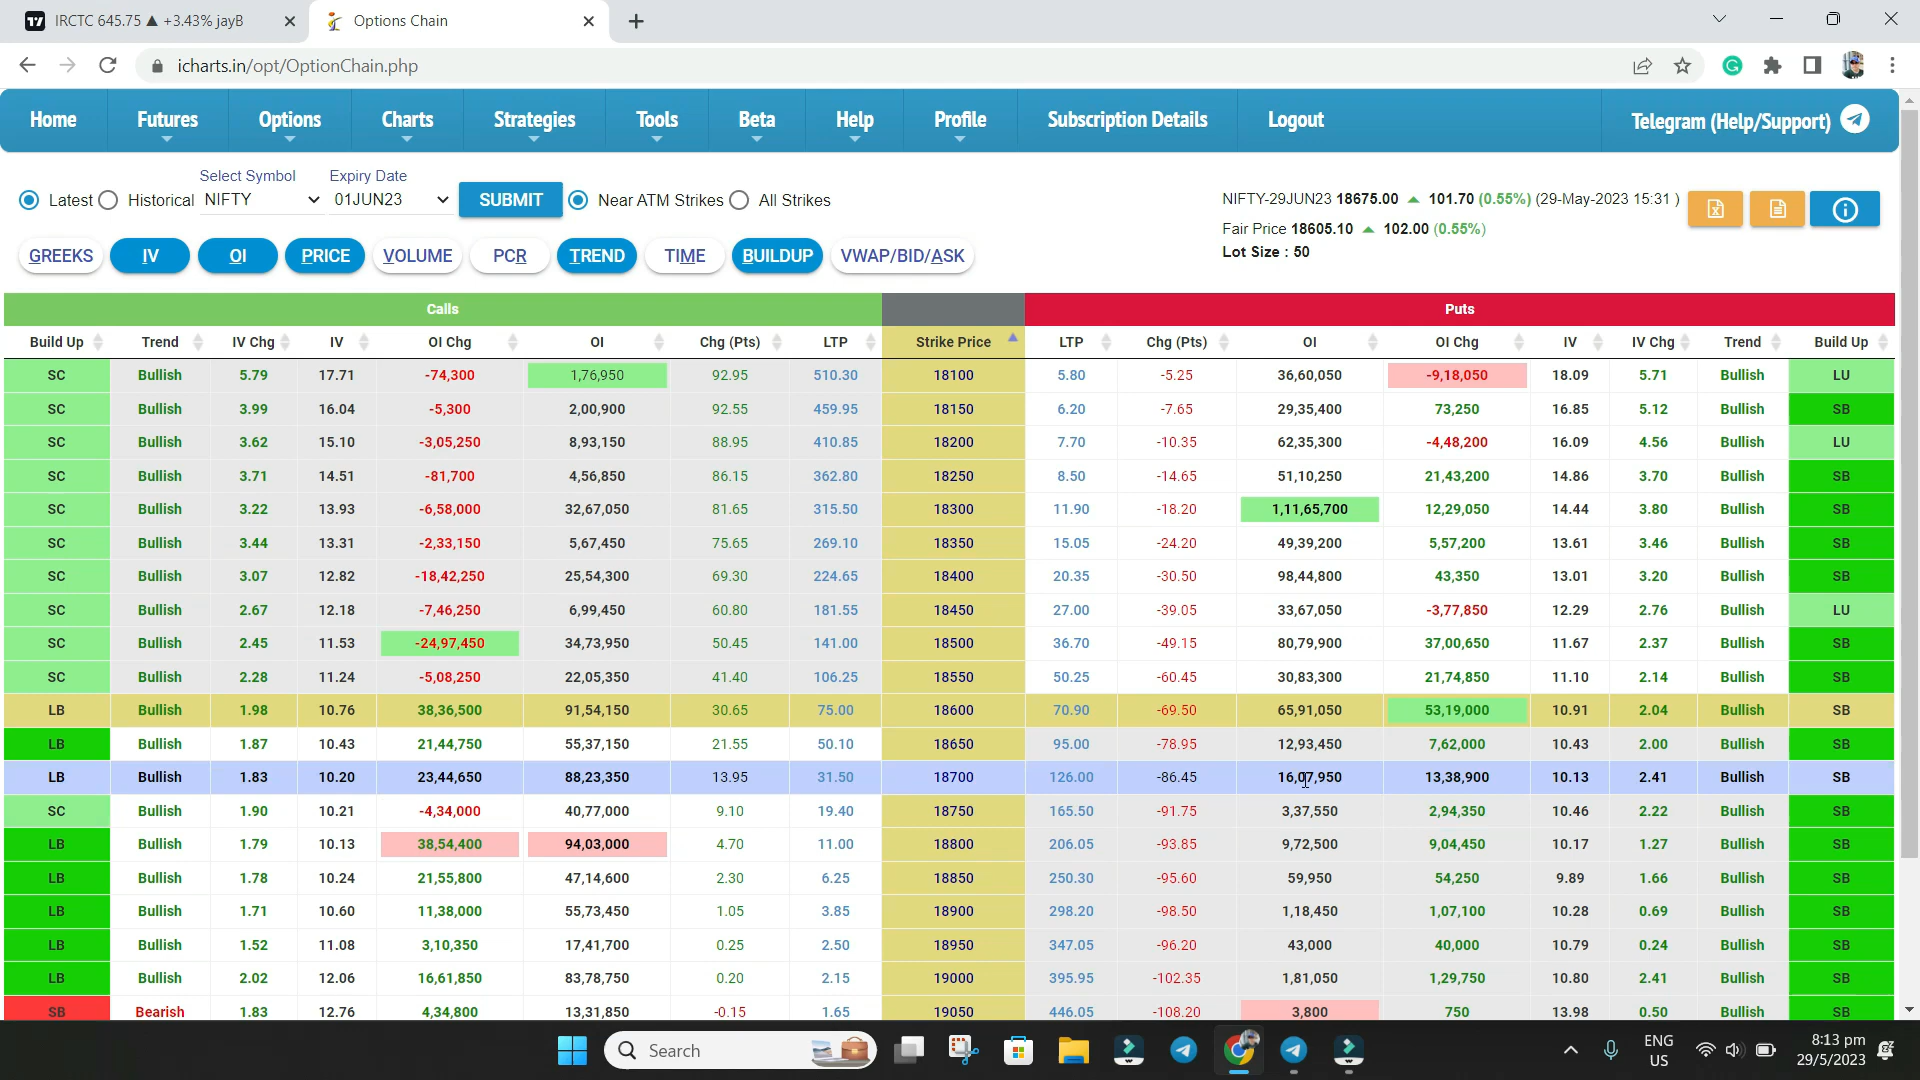 IRCTC 645.75 ▲ +3.43% jayB
Options Chain
icharts.in/opt/OptionChain.php
Home Futures Options Charts Strategies Tools Beta Help Profile Subscription Details Logout Telegram (Help/Support)
Select Symbol Expiry Date
Latest Historical NIFTY 01JUN23 SUBMIT Near ATM Strikes All Strikes
NIFTY-29JUN23 18675.00 ▲ 101.70 (0.55%) (29-May-2023 15:31 )
Fair Price 18605.10 ▲ 102.00 (0.55%)
Lot Size : 50
GREEKS IV OI PRICE VOLUME PCR TREND TIME BUILDUP VWAP/BID/ASK
Calls Puts
Build Up Trend IV Chg IV OI Chg OI Chg (Pts) LTP Strike Price LTP Chg (Pts) OI OI Chg IV IV Chg Trend Build Up
SC Bullish 5.79 17.71 -74,300 1,76,950 92.95 510.30 18100 5.80 -5.25 36,60,050 -9,18,050 18.09 5.71 Bullish LU
SC Bullish 3.99 16.04 -5,300 2,00,900 92.55 459.95 18150 6.20 -7.65 29,35,400 73,250 16.85 5.12 Bullish SB
SC Bullish 3.62 15.10 -3,05,250 8,93,150 88.95 410.85 18200 7.70 -10.35 62,35,300 -4,48,200 16.09 4.56 Bullish LU
SC Bullish 3.71 14.51 -81,700 4,56,850 86.15 362.80 18250 8.50 -14.65 51,10,250 21,43,200 14.86 3.70 Bullish SB
SC Bullish 3.22 13.93 -6,58,000 32,67,050 81.65 315.50 18300 11.90 -18.20 1,11,65,700 12,29,050 14.44 3.80 Bullish SB
SC Bullish 3.44 13.31 -2,33,150 5,67,450 75.65 269.10 18350 15.05 -24.20 49,39,200 5,57,200 13.61 3.46 Bullish SB
SC Bullish 3.07 12.82 -18,42,250 25,54,300 69.30 224.65 18400 20.35 -30.50 98,44,800 43,350 13.01 3.20 Bullish SB
SC Bullish 2.67 12.18 -7,46,250 6,99,450 60.80 181.55 18450 27.00 -39.05 33,67,050 -3,77,850 12.29 2.76 Bullish LU
SC Bullish 2.45 11.53 -24,97,450 34,73,950 50.45 141.00 18500 36.70 -49.15 80,79,900 37,00,650 11.67 2.37 Bullish SB
SC Bullish 2.28 11.24 -5,08,250 22,05,350 41.40 106.25 18550 50.25 -60.45 30,83,300 21,74,850 11.10 2.14 Bullish SB
LB Bullish 1.98 10.76 38,36,500 91,54,150 30.65 75.00 18600 70.90 -69.50 65,91,050 53,19,000 10.91 2.04 Bullish SB
LB Bullish 1.87 10.43 21,44,750 55,37,150 21.55 50.10 18650 95.00 -78.95 12,93,450 7,62,000 10.43 2.00 Bullish SB
LB Bullish 1.83 10.20 23,44,650 88,23,350 13.95 31.50 18700 126.00 -86.45 16,07,950 13,38,900 10.13 2.41 Bullish SB
SC Bullish 1.90 10.21 -4,34,000 40,77,000 9.10 19.40 18750 165.50 -91.75 3,37,550 2,94,350 10.46 2.22 Bullish SB
LB Bullish 1.79 10.13 38,54,400 94,03,000 4.70 11.00 18800 206.05 -93.85 9,72,500 9,04,450 10.17 1.27 Bullish SB
LB Bullish 1.78 10.24 21,55,800 47,14,600 2.30 6.25 18850 250.30 -95.60 59,950 54,250 9.89 1.66 Bullish SB
LB Bullish 1.71 10.60 11,38,000 55,73,450 1.05 3.85 18900 298.20 -98.50 1,18,450 1,07,100 10.28 0.69 Bullish SB
LB Bullish 1.52 11.08 3,10,350 17,41,700 0.25 2.50 18950 347.05 -96.20 43,000 40,000 10.79 0.24 Bullish SB
LB Bullish 2.02 12.06 16,61,850 83,78,750 0.20 2.15 19000 395.95 -102.35 1,81,050 1,29,750 10.80 2.41 Bullish SB
SB Bearish 1.83 12.76 4,34,800 13,31,850 -0.15 1.65 19050 446.05 -108.20 3,800 750 13.98 0.50 Bullish SB
Search
ENG
US
8:13 pm
29/5/2023